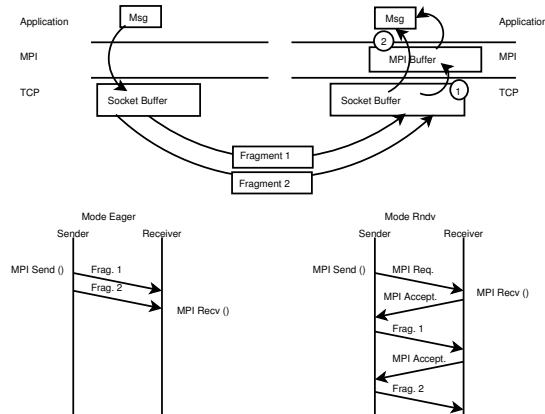 Application
Msg
Msg
Application
MPI
2
MPI Buffer
MPI
TCP
Socket Buffer
Socket Buffer
1
TCP
Fragment 1
Fragment 2
Mode Eager
Sender
Receiver
MPI Send ()
Frag. 1
Frag. 2
MPI Recv ()
Mode Rndv
Sender
Receiver
MPI Send ()
MPI Req.
MPI Accept.
MPI Recv ()
Frag. 1
MPI Accept.
Frag. 2